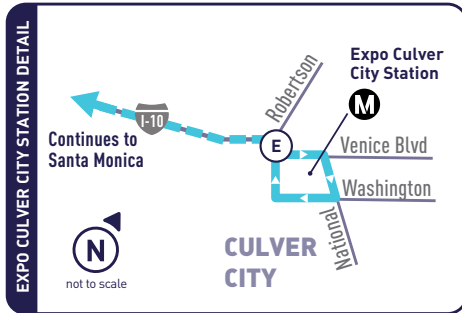 EXPO CULVER CITY STATION DETAIL
Robertson
Expo Culver
City Station
M
I-10
Continues to
Santa Monica
E
Venice Blvd
Washington
National
N
not to scale
CULVER
CITY